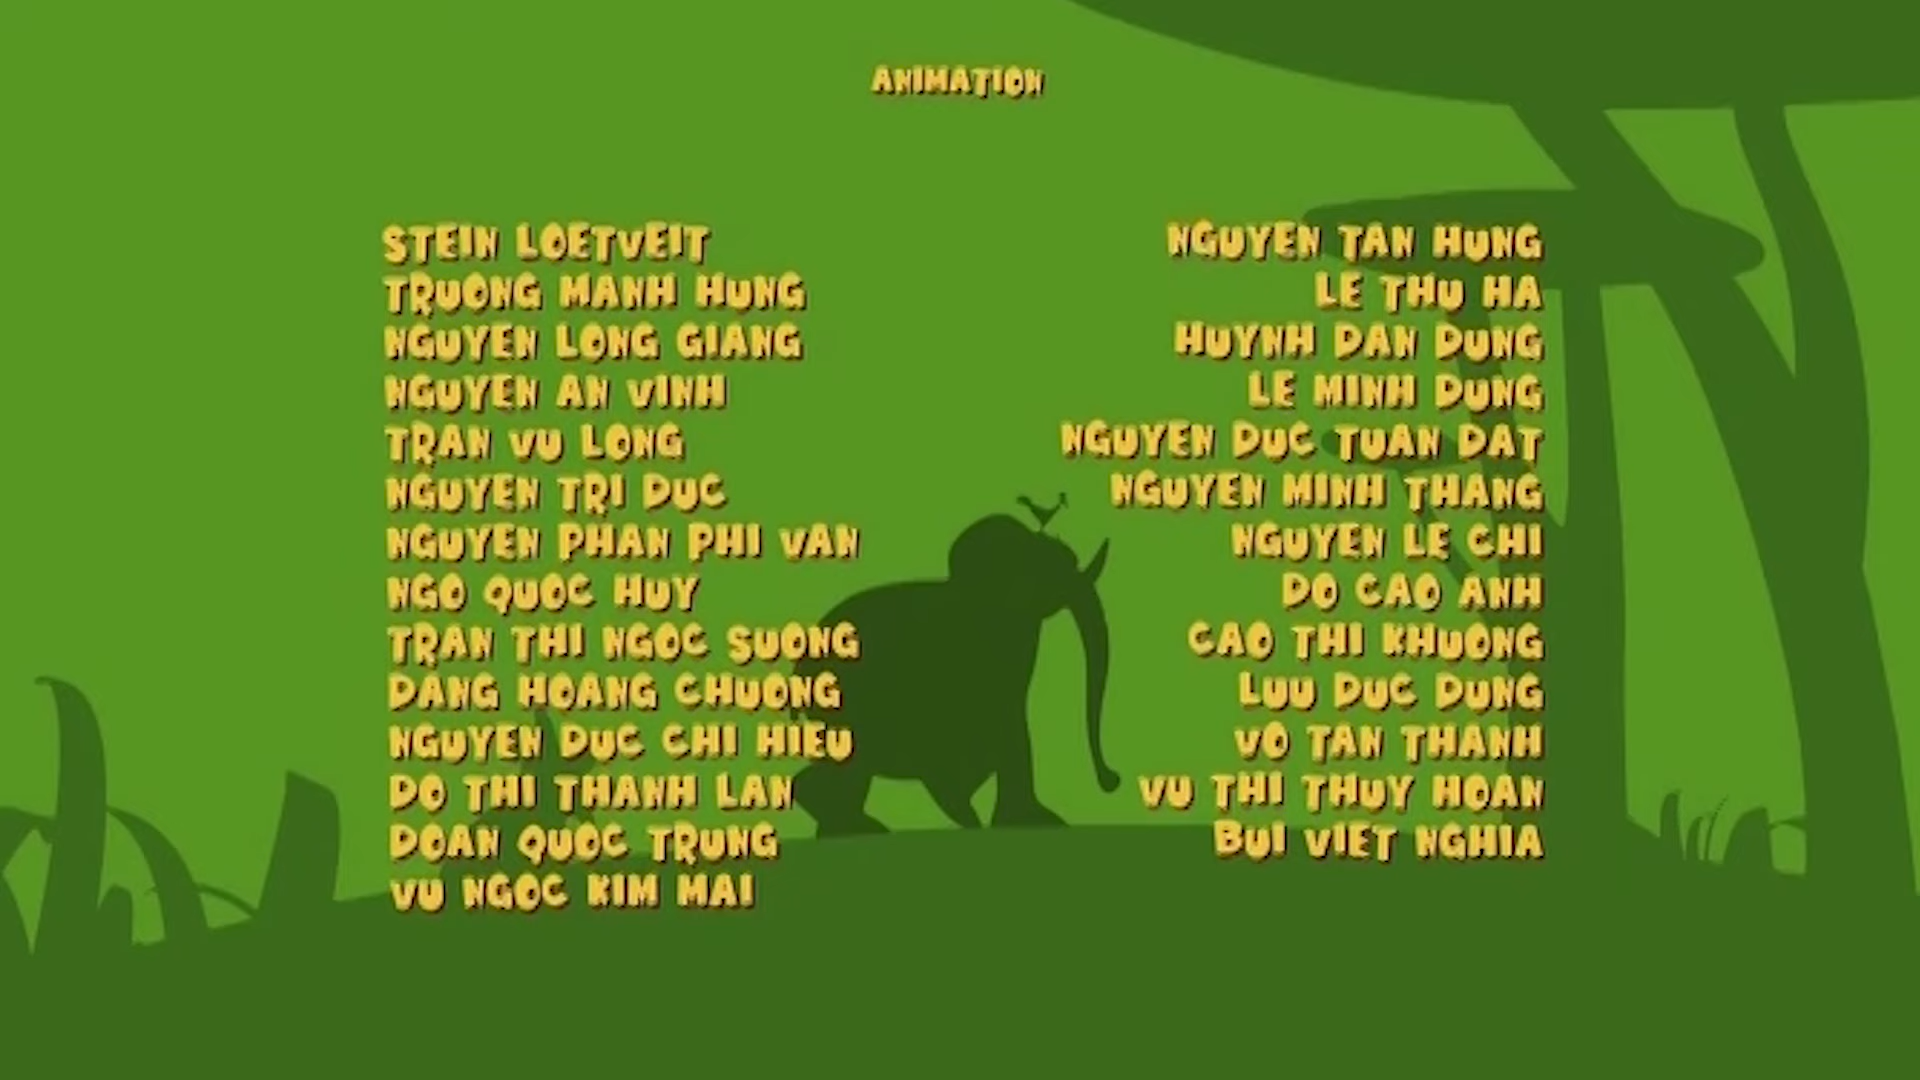 ANIMATION
STEIN LOETVEIT
TRUONG MANH HUNG
NGUYEN LONG GIANG
NGUYEN AN VINH
TRAN VU LONG
NGUYEN TRI DUC
NGUYEN PHAN PHI VAN
NGO QUOC HUY
TRAN THI NGOC SUONG
DANG HOANG CHUONG
NGUYEN DUC CHI HIEU
DO THI THANH LAN
DOAN QUOC TRUNG
VU NGOC KIM MAI
NGUYEN TAN HUNG
LE THU HA
HUYNH DAN DUNG
LE MINH DUNG
NGUYEN DUC TUAN DAT
NGUYEN MINH THANG
NGUYEN LE CHI
DO CAO ANH
CAO THI KHUONG
LUU DUC DUNG
VO TAN THANH
VU THI THUY HOAN
BUI VIET NGHIA